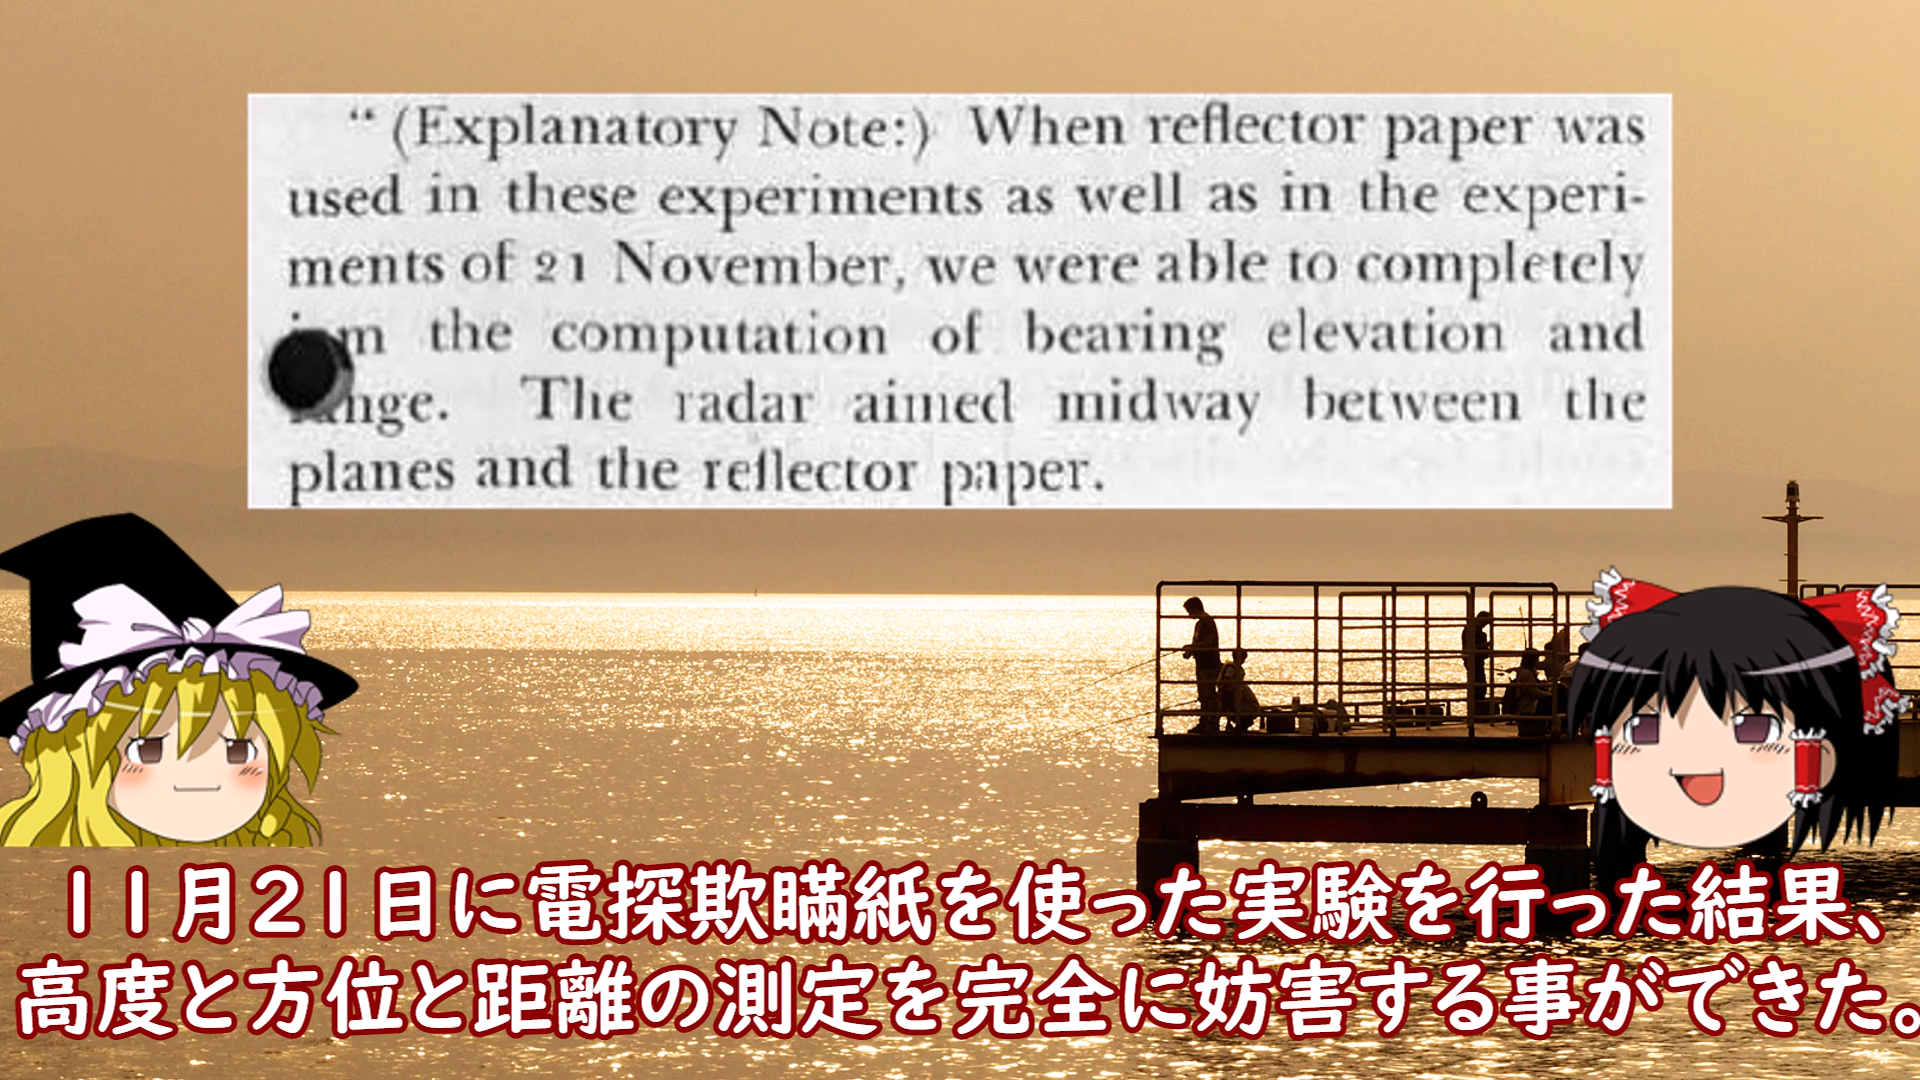 “(Explanatory Note:) When reflector paper was
used in these experiments as well as in the experi-
ments of 21 November, we were able to completely
the computation of bearing elevation and
The radar aimed midway between the
planes and the reflector paper.
11月21日に電探欺瞞紙を使った実験を行った結果、
高度と方位と距離の測定を完全に妨害する事ができた。